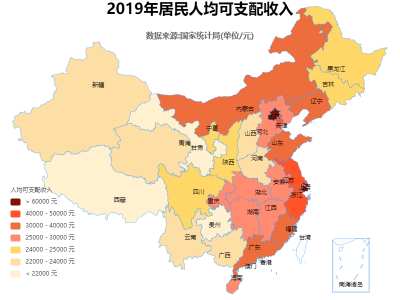 2019年居民人均可支配收入
数据来源:国家统计局(单位/元)
黑龙江
吉林
新疆
辽宁
内蒙古
北京
天津
宁夏
山西
河北
青海
甘肃
山东
陕西
河南
西藏
四川
重庆
湖北
安徽
江苏
上海
浙江
湖南
江西
贵州
云南
福建
台湾
广西
广东
香港
澳门
海南
南海诸岛
人均可支配收入
> 60000 元
40000 - 50000 元
30000 - 40000 元
25000 - 30000 元
24000 - 25000 元
22000 - 24000 元
< 22000 元